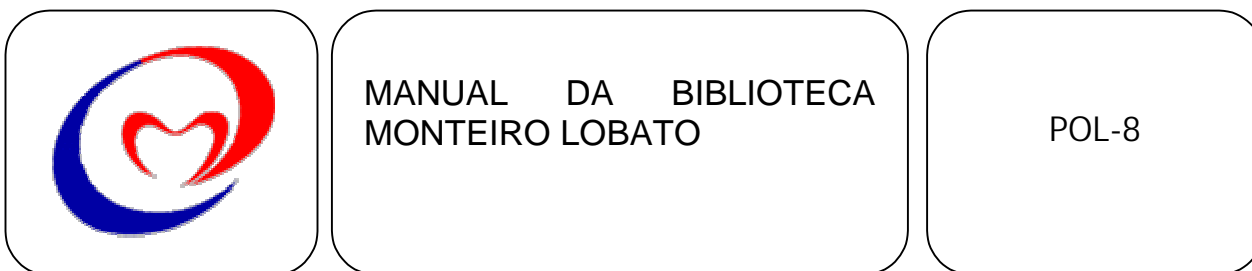 MANUAL DA BIBLIOTECA
MONTEIRO LOBATO
POL-8